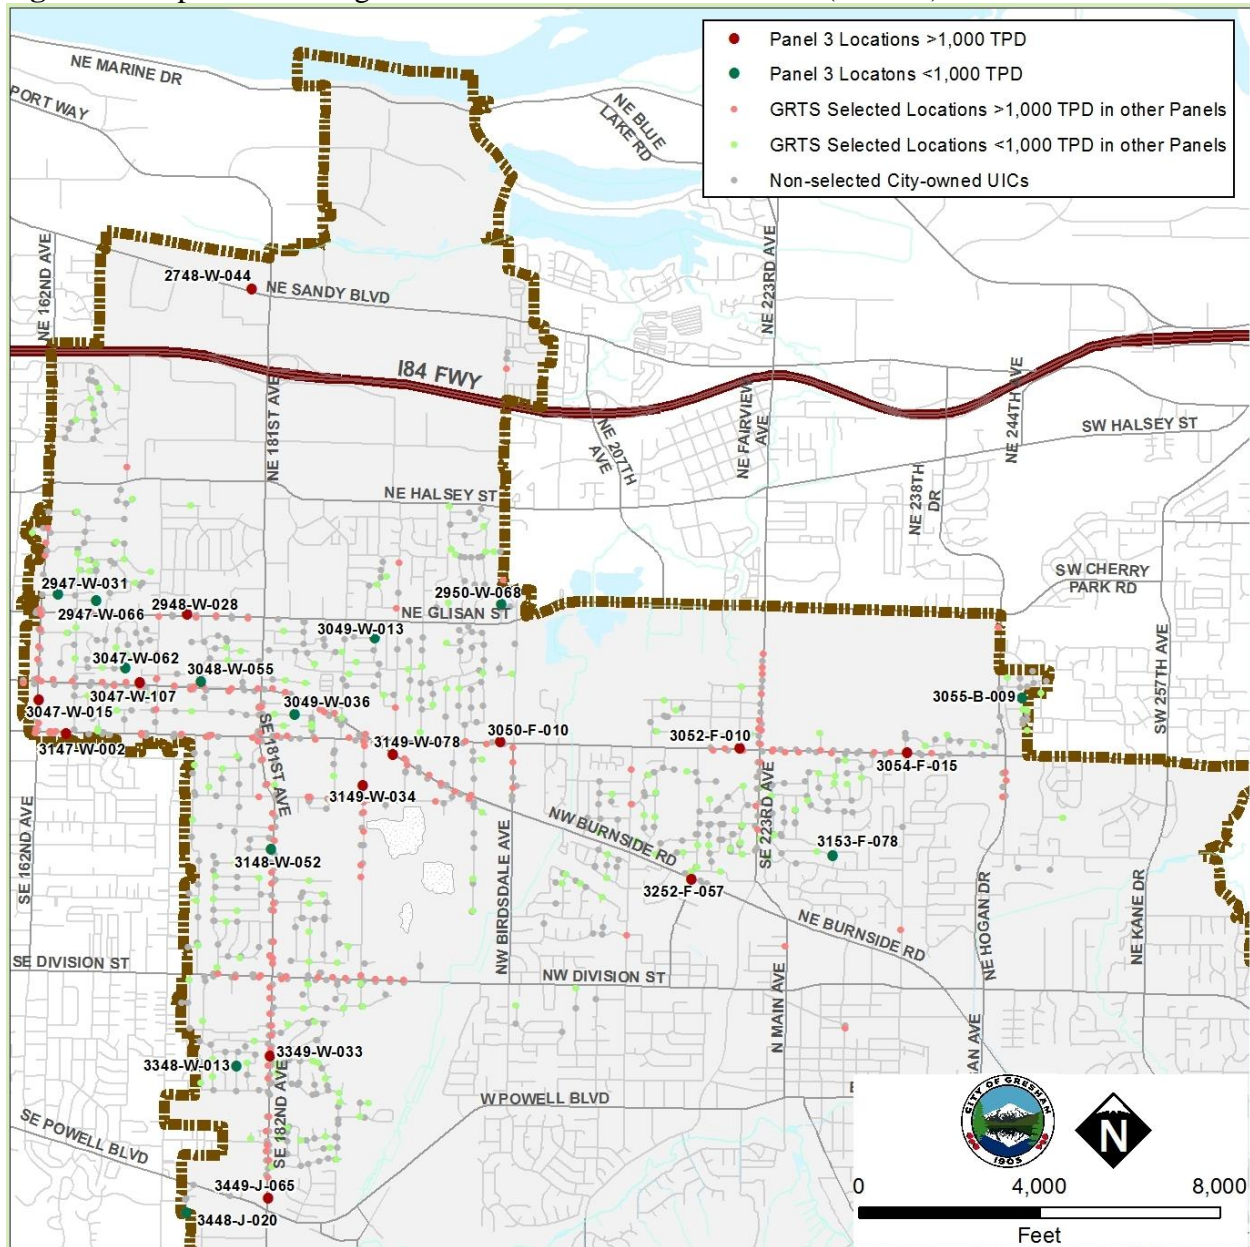 NE MARINE DR
PORT WAY
NE BLUE
LAKE RD
Panel 3 Locations >1,000 TPD
Panel 3 Locatons <1,000 TPD
GRTS Selected Locations >1,000 TPD in other Panels
GRTS Selected Locations <1,000 TPD in other Panels
Non-selected City-owned UICs
NE 162ND AVE
2748-W-044
NE SANDY BLVD
NE 223RD AVE
I84 FWY
NE 181ST AVE
NE FAIRVIEW
AVE
NE 207TH
AVE
NE 244TH AVE
SW HALSEY ST
NE 238TH
DR
NE HALSEY ST
SW CHERRY
PARK RD
2947-W-031
2947-W-066
2948-W-028
2950-W-068
NE GLISAN ST
3049-W-013
SW 257TH AVE
3047-W-062
3048-W-055
3047-W-107
3047-W-015
3049-W-036
3055-B-009
3147-W-002
SE 181ST AVE
3149-W-078
3050-F-010
3052-F-010
3054-F-015
3149-W-034
SE 162ND AVE
NW BURNSIDE RD
SE 223RD AVE
3148-W-052
3153-F-078
3252-F-057
NW BIRDSDALE AVE
NE BURNSIDE RD
NE HOGAN DR
NE KANE DR
SE DIVISION ST
NW DIVISION ST
N MAIN AVE
3349-W-033
3348-W-013
AN AVE
W POWELL BLVD
SE POWELL BLVD
SE 182ND AVE
3449-J-065
3448-J-020
CITY OF GRESHAM
1905
N
0
4,000
8,000
Feet